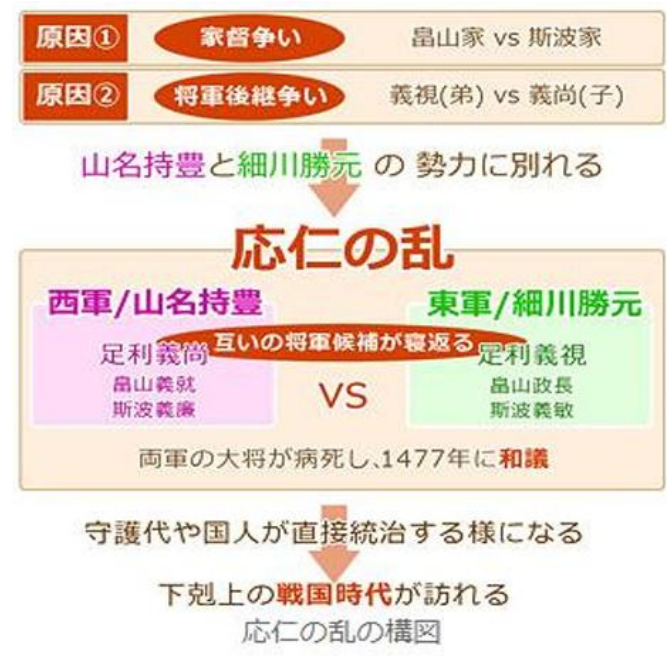 原因① 家督争い 畠山家 vs 斯波家
原因② 将軍後継争い 義視(弟) vs 義尚(子)
山名持豊と細川勝元 の 勢力に別れる
応仁の乱
西軍/山名持豊 東軍/細川勝元
互いの将軍候補が寝返る
足利義尚 足利義視
畠山義就 VS 畠山政長
斯波義廉 斯波義敏
両軍の大将が病死し、1477年に和議
守護代や国人が直接統治する様になる
下剋上の戦国時代が訪れる
応仁の乱の構図